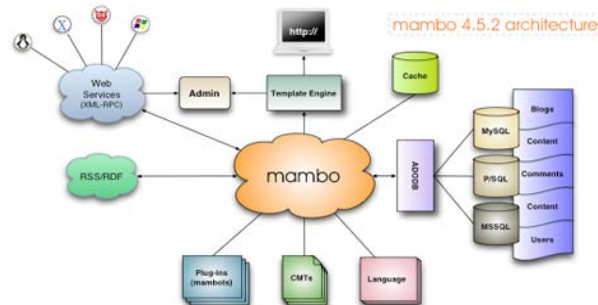 mambo 4.5.2 architecture
http://
Web
Services
(XML-RPC)
Admin
Template Engine
Cache
RSS/RDF
mambo
ADODB
MySQL
P/SQL
MSSQL
Blogs
Content
Comments
Content
Users
Plug-ins
(mambots)
CMTs
Language